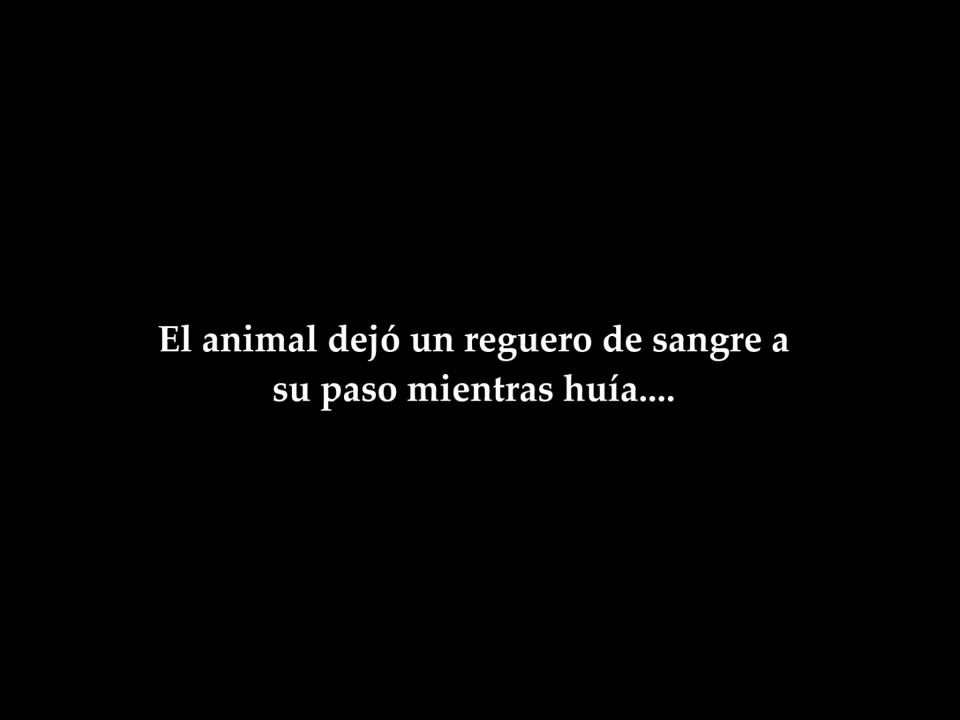 El animal dejó un reguero de sangre a
su paso mientras huía....